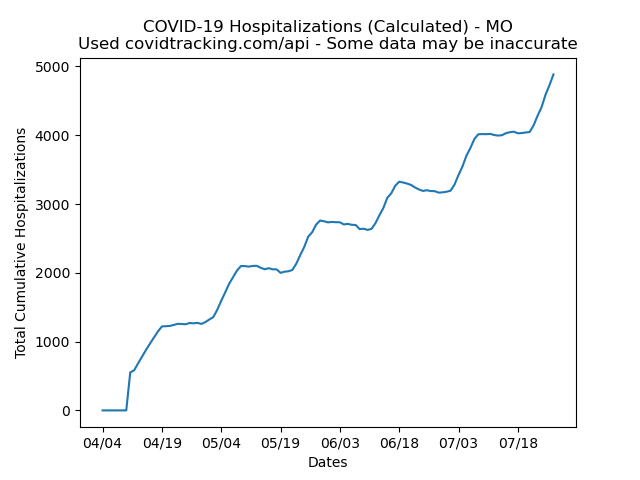 COVID-19 Hospitalizations (Calculated) - MO
Used covidtracking.com/api - Some data may be inaccurate
Total Cumulative Hospitalizations
5000
4000
3000
2000
1000
0
04/04 04/19 05/04 05/19 06/03 06/18 07/03 07/18
Dates